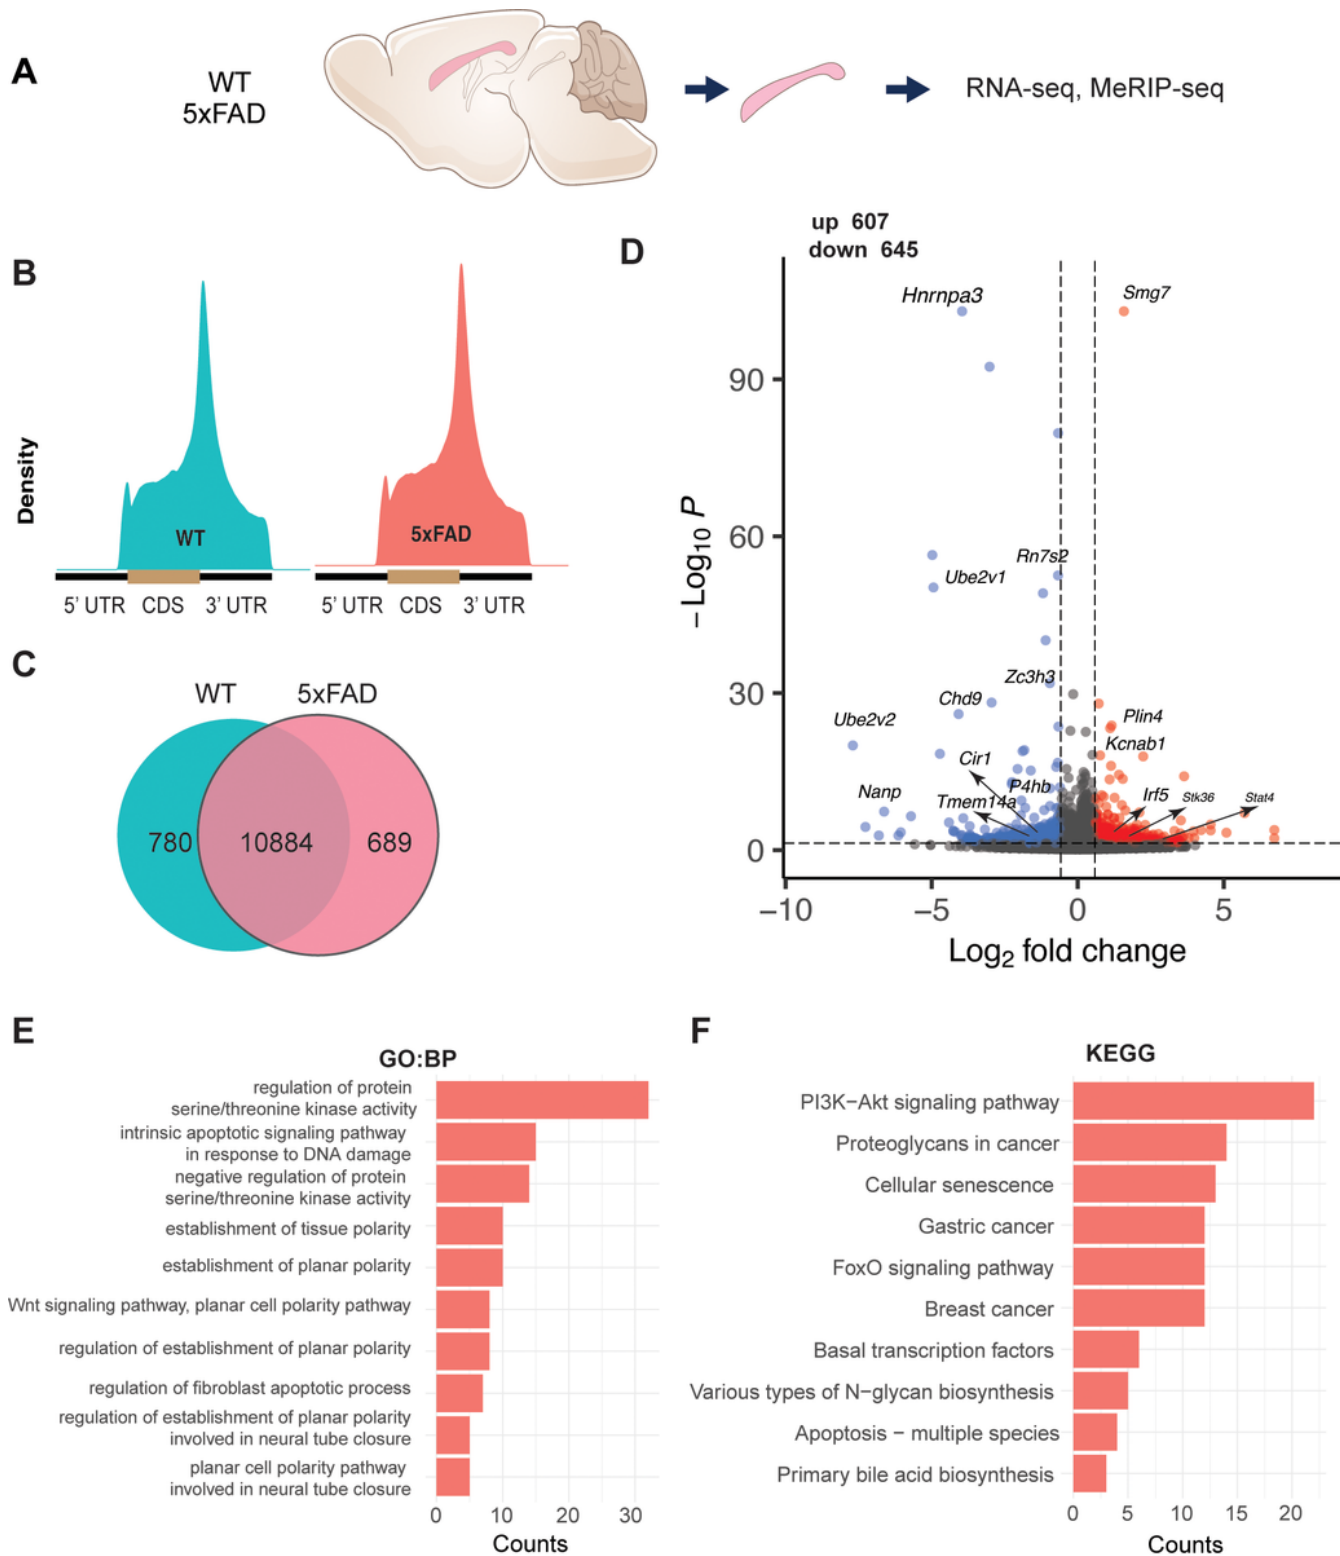 A
WT
5xFAD
RNA-seq, MeRIP-seq
B
Density
WT
5xFAD
5' UTR CDS 3' UTR
5' UTR CDS 3' UTR
C
WT
5xFAD
780
10884
689
D
up 607
down 645
Hnrnpa3
Smg7
Rn7s2
Ube2v1
Zc3h3
Chd9
Ube2v2
Plin4
Kcnab1
Cir1
P4hb
Nanp
Tmem14a
Irf5
Stk36
Stat4
−Log10 P
90
60
30
0
−10
−5
0
5
Log2 fold change
E
GO:BP
regulation of protein
serine/threonine kinase activity
intrinsic apoptotic signaling pathway
in response to DNA damage
negative regulation of protein
serine/threonine kinase activity
establishment of tissue polarity
establishment of planar polarity
Wnt signaling pathway, planar cell polarity pathway
regulation of establishment of planar polarity
regulation of fibroblast apoptotic process
regulation of establishment of planar polarity
involved in neural tube closure
planar cell polarity pathway
involved in neural tube closure
0 10 20 30
Counts
F
KEGG
PI3K−Akt signaling pathway
Proteoglycans in cancer
Cellular senescence
Gastric cancer
FoxO signaling pathway
Breast cancer
Basal transcription factors
Various types of N−glycan biosynthesis
Apoptosis − multiple species
Primary bile acid biosynthesis
0 5 10 15 20
Counts